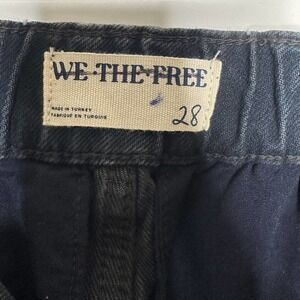 WE·THE·FREE
MADE IN TURKEY
FABRIQUÉ EN TURQUIE
28